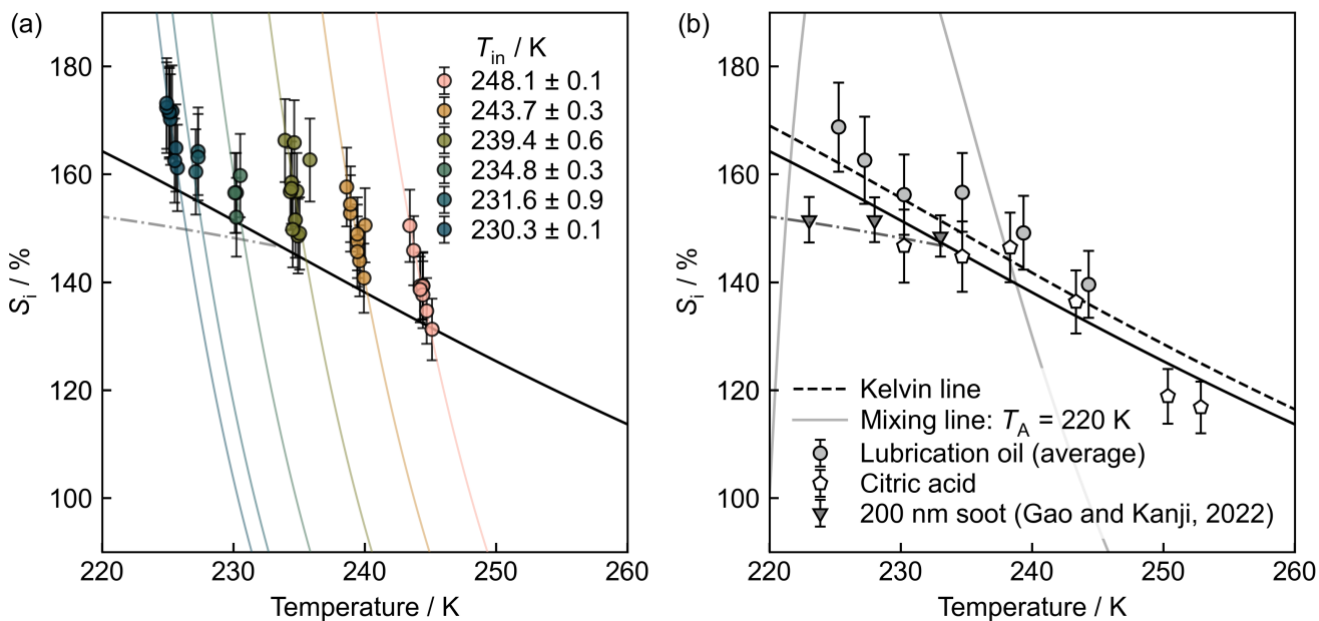 (a)
T_in / K
248.1 ± 0.1
243.7 ± 0.3
239.4 ± 0.6
234.8 ± 0.3
231.6 ± 0.9
230.3 ± 0.1
180
160
140
120
100
S_i / %
220 230 240 250 260
Temperature / K
(b)
180
160
140
120
100
S_i / %
Kelvin line
Mixing line: T_A = 220 K
Lubrication oil (average)
Citric acid
200 nm soot (Gao and Kanji, 2022)
220 230 240 250 260
Temperature / K